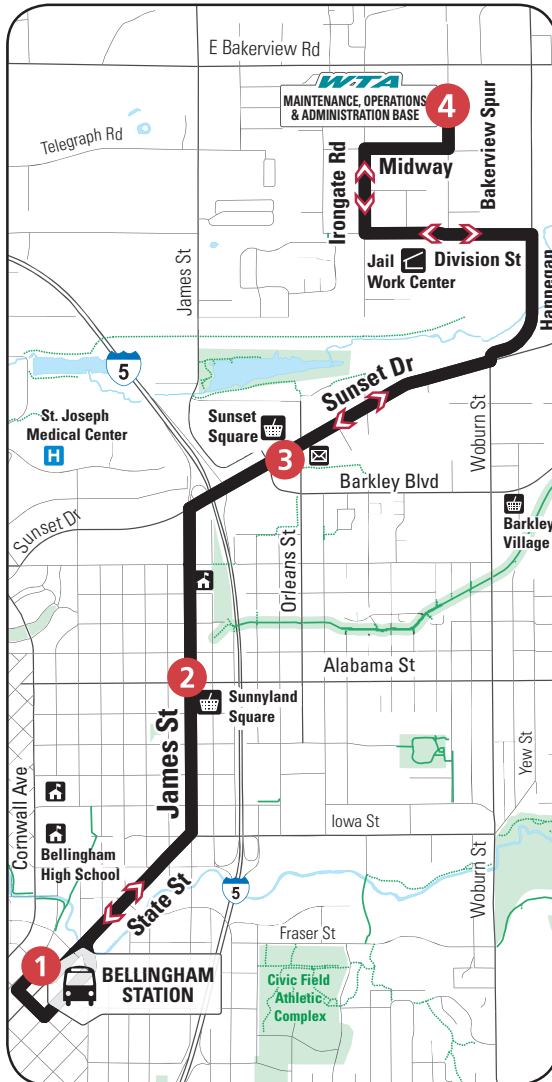 E Bakerview Rd
WTA
MAINTENANCE, OPERATIONS
& ADMINISTRATION BASE
4
Bakerview Spur
Telegraph Rd
Irongate Rd
Midway
James St
Jail
Work Center
Division St
Hannegan
5
Sunset Dr
St. Joseph
Medical Center
H
Sunset
Square
3
Woburn St
Barkley Blvd
Sunset Dr
Barkley
Village
Orleans St
Alabama St
2
Sunnyland
Square
James St
Yew St
Cornwall Ave
Iowa St
Bellingham
High School
State St
5
Woburn St
Fraser St
1
BELLINGHAM
STATION
Civic Field
Athletic
Complex